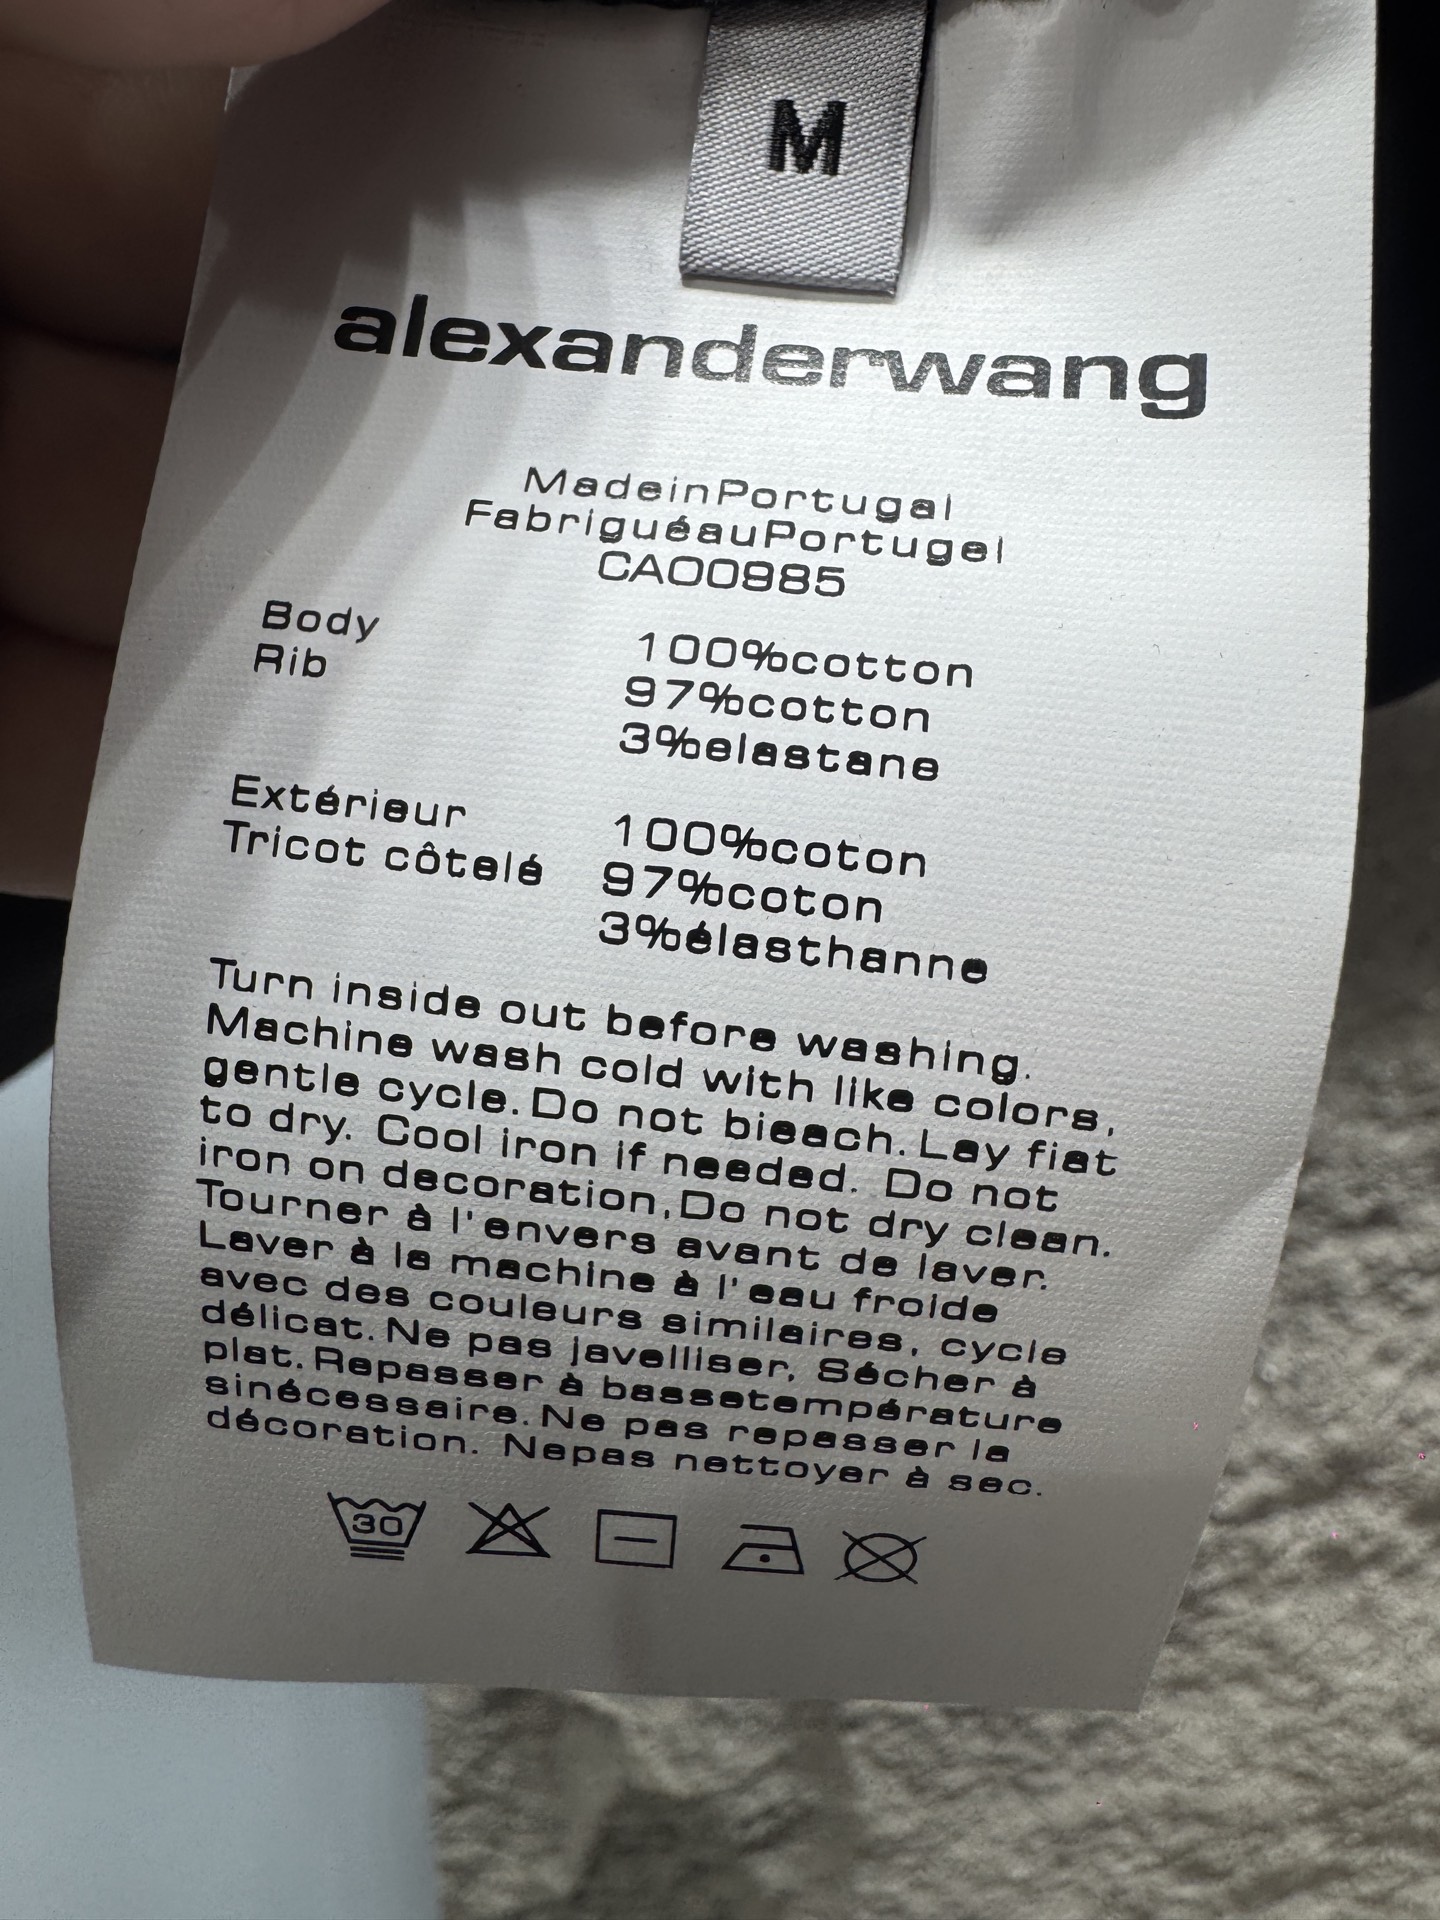 M
alexanderwang
MadeinPortugal
FabriguéauPortugel
CA00985
Body 100%cotton
Rib 97%cotton
3%elastane
Extérieur 100%coton
Tricot côtelé 97%coton
3%élasthanne
Turn inside out before washing.
Machine wash cold with like colors,
gentle cycle. Do not bieach. Lay fiat
to dry. Cool iron if needed. Do not
iron on decoration,Do not dry clean.
Tourner à l'envers avant de laver.
Laver à la machine à l'eau froide
avec des couleurs similaires, cycle
délicat. Ne pas javelliser, Sécher à
plat. Repasser à bassetempérature
sinécessaire. Ne pas repasser la
décoration. Nepas nettoyer à sec.
30